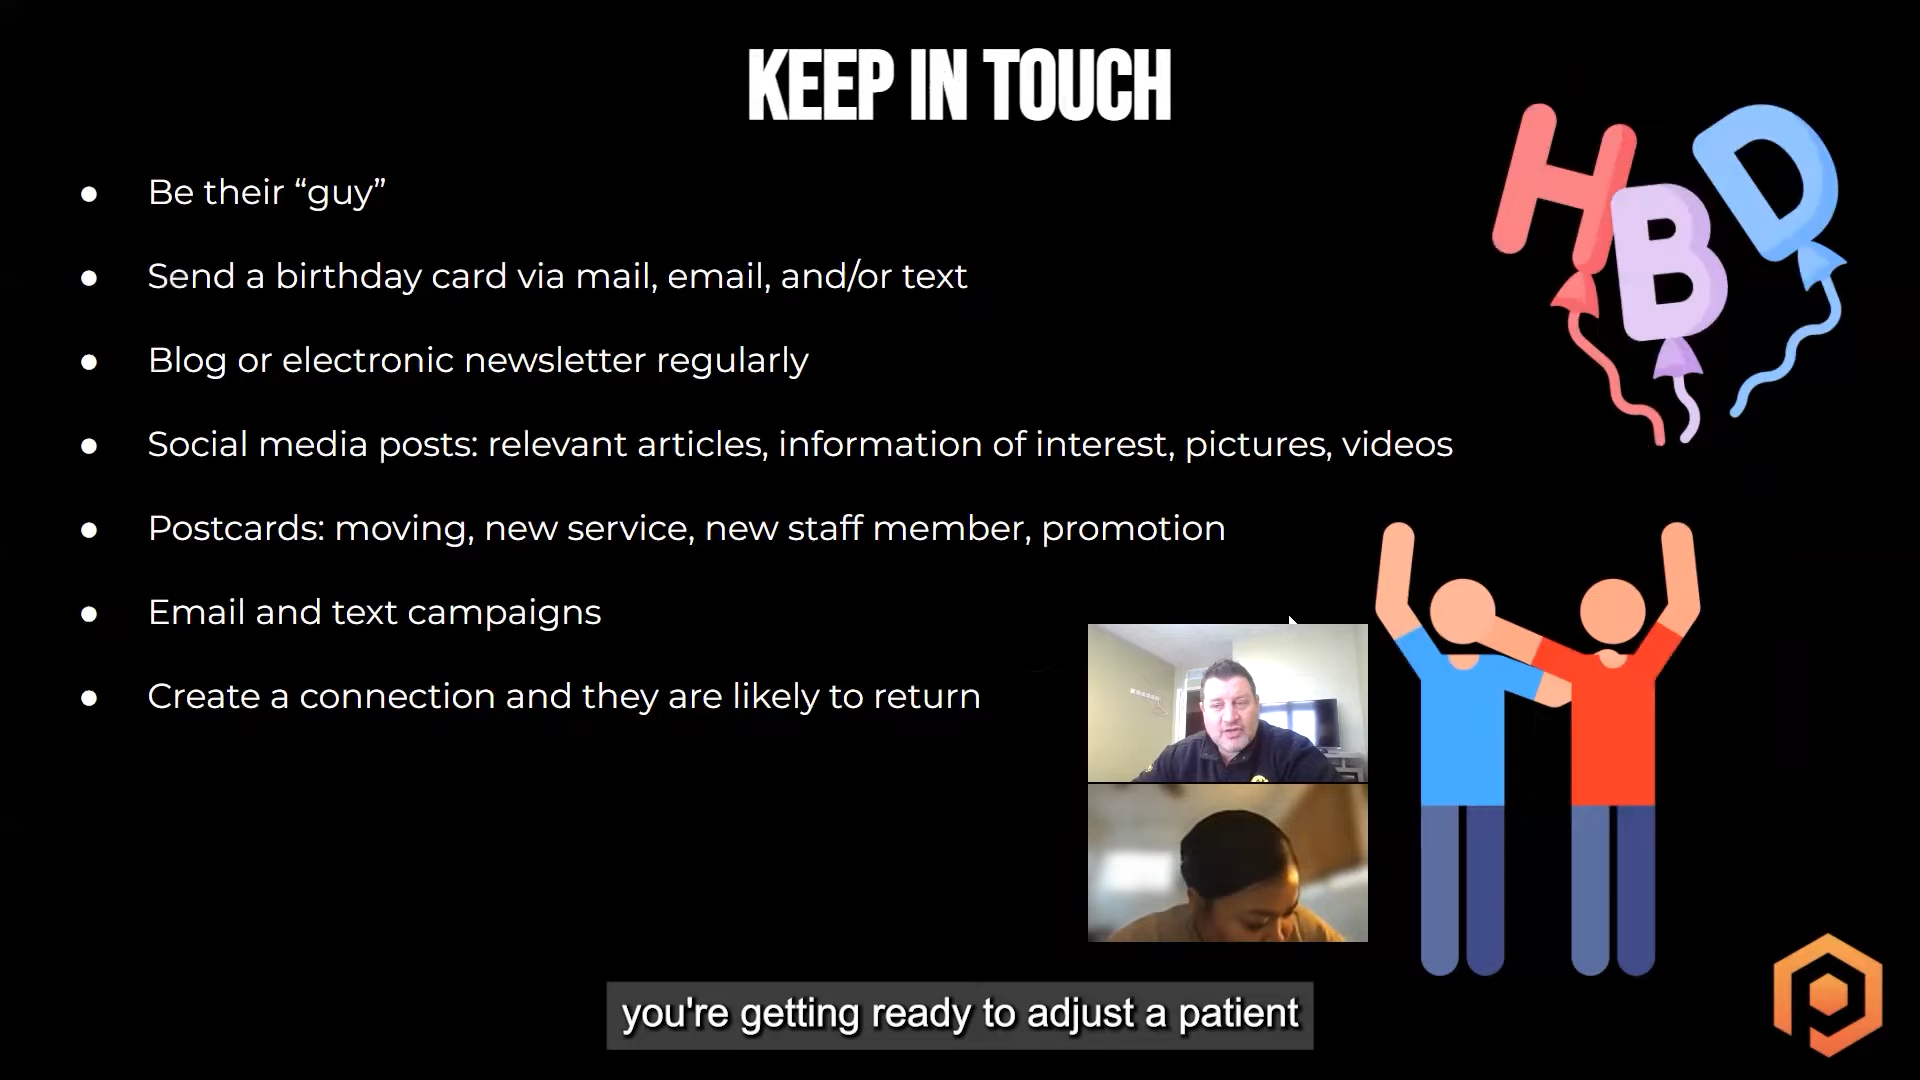 KEEP IN TOUCH
● Be their “guy”
● Send a birthday card via mail, email, and/or text
● Blog or electronic newsletter regularly
● Social media posts: relevant articles, information of interest, pictures, videos
● Postcards: moving, new service, new staff member, promotion
● Email and text campaigns
● Create a connection and they are likely to return
HBD
you're getting ready to adjust a patient